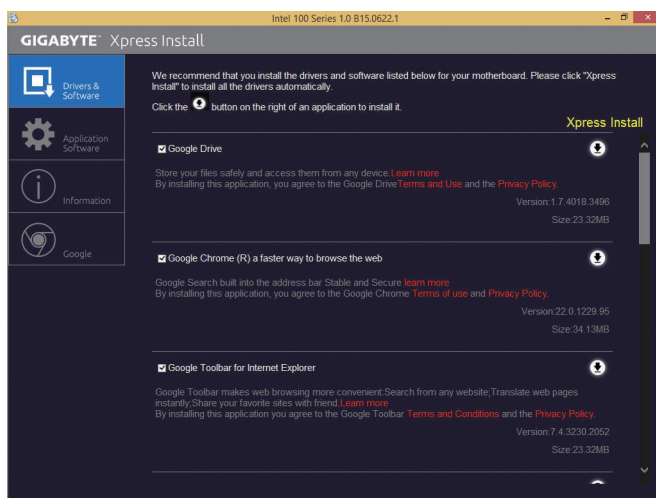 Intel 100 Series 1.0 B15.0622.1
GIGABYTE™ Xpress Install
Drivers &
Software
Application
Software
Information
Google
We recommend that you install the drivers and software listed below for your motherboard. Please click "Xpress
Install" to install all the drivers automatically.
Click the button on the right of an application to install it.
Xpress Install
Google Drive
Store your files safely and access them from any device.Learn more
By installing this application, you agree to the Google DriveTerms and Use and the Privacy Policy.
Version:1.7.4018.3496
Size:23.32MB
Google Chrome (R) a faster way to browse the web
Google Search built into the address bar Stable and Secure learn more
By installing this application, you agree to the Google Chrome Terms of use and Privacy Policy.
Version:22.0.1229.95
Size:34.13MB
Google Toolbar for Internet Explorer
Google Toolbar makes web browsing more convenient:Search from any website;Translate web pages
instantly;Share your favorite sites with friend.Learn more
By installing this application you agree to the Google Toolbar Terms and Conditions and the Privacy Policy.
Version:7.4.3230.2052
Size:23.32MB